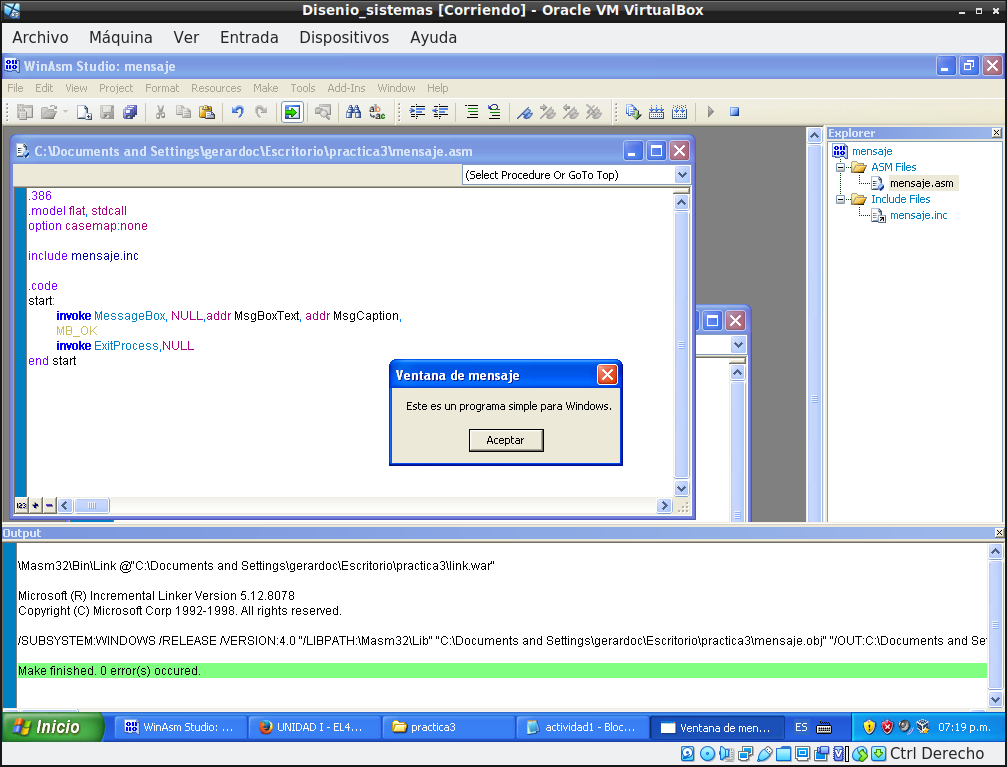 Disenio_sistemas [Corriendo] - Oracle VM VirtualBox
Archivo Máquina Ver Entrada Dispositivos Ayuda
WinAsm Studio: mensaje
File Edit View Project Format Resources Make Tools Add-Ins Window Help
Explorer
C:\Documents and Settings\gerardoc\Escritorio\practica3\mensaje.asm
(Select Procedure Or GoTo Top)
mensaje
ASM Files
mensaje.asm
Include Files
mensaje.inc
.386
.model flat, stdcall
option casemap:none
include mensaje.inc
.code
start:
invoke MessageBox, NULL,addr MsgBoxText, addr MsgCaption,
MB_OK
invoke ExitProcess,NULL
end start
Ventana de mensaje
Este es un programa simple para Windows.
Aceptar
123
Output
\Masm32\Bin\Link @"C:\Documents and Settings\gerardoc\Escritorio\practica3\link.war"
Microsoft (R) Incremental Linker Version 5.12.8078
Copyright (C) Microsoft Corp 1992-1998. All rights reserved.
/SUBSYSTEM:WINDOWS /RELEASE /VERSION:4.0 "/LIBPATH:\Masm32\Lib" "C:\Documents and Settings\gerardoc\Escritorio\practica3\mensaje.obj" "/OUT:C:\Documents and Se
Make finished. 0 error(s) occured.
Inicio
WinAsm Studio: ...
UNIDAD I - EL4...
practica3
actividad1 - Bloc...
Ventana de men...
ES
07:19 p.m.
Ctrl Derecho